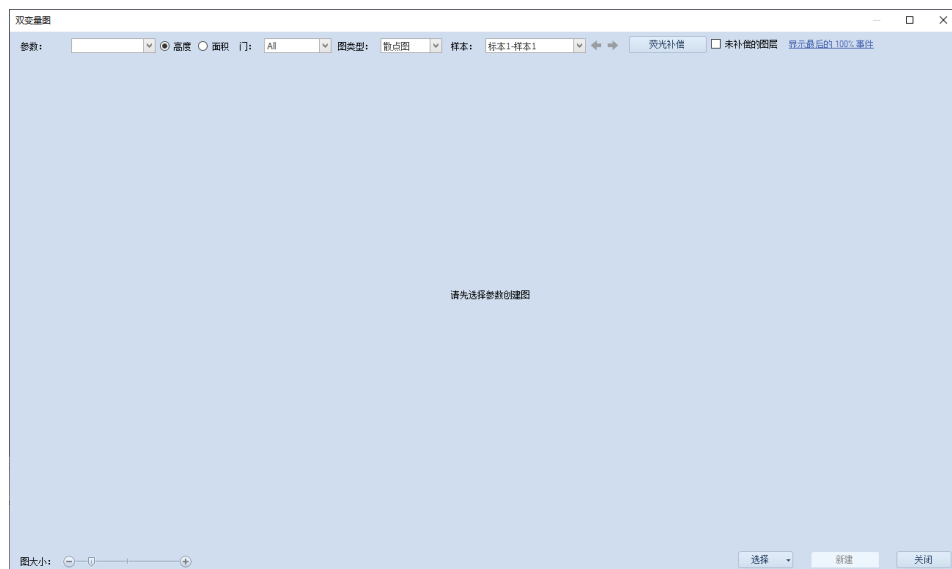 双变量图
参数: 高度 面积 门: All 图类型: 散点图 样本: 标本1-样本1 荧光补偿 未补偿的图层 显示最后的 100% 事件
请先选择参数创建图
图大小: 选择 新建 关闭